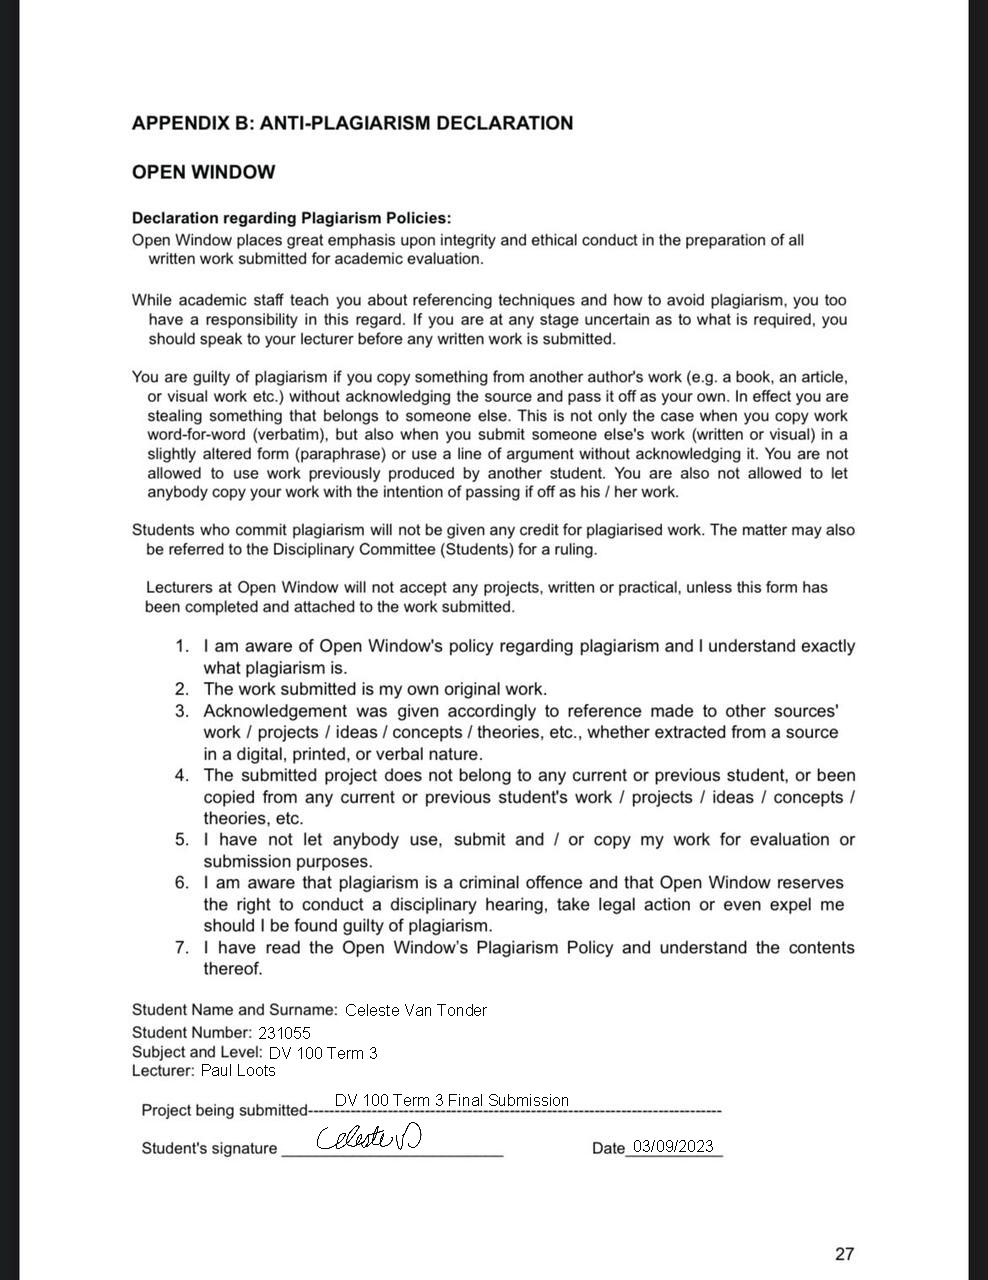 APPENDIX B: ANTI-PLAGIARISM DECLARATION
OPEN WINDOW
Declaration regarding Plagiarism Policies:
Open Window places great emphasis upon integrity and ethical conduct in the preparation of all
written work submitted for academic evaluation.
While academic staff teach you about referencing techniques and how to avoid plagiarism, you too
have a responsibility in this regard. If you are at any stage uncertain as to what is required, you
should speak to your lecturer before any written work is submitted.
You are guilty of plagiarism if you copy something from another author's work (e.g. a book, an article,
or visual work etc.) without acknowledging the source and pass it off as your own. In effect you are
stealing something that belongs to someone else. This is not only the case when you copy work
word-for-word (verbatim), but also when you submit someone else's work (written or visual) in a
slightly altered form (paraphrase) or use a line of argument without acknowledging it. You are not
allowed to use work previously produced by another student. You are also not allowed to let
anybody copy your work with the intention of passing if off as his / her work.
Students who commit plagiarism will not be given any credit for plagiarised work. The matter may also
be referred to the Disciplinary Committee (Students) for a ruling.
Lecturers at Open Window will not accept any projects, written or practical, unless this form has
been completed and attached to the work submitted.
1. I am aware of Open Window's policy regarding plagiarism and I understand exactly
what plagiarism is.
2. The work submitted is my own original work.
3. Acknowledgement was given accordingly to reference made to other sources'
work / projects / ideas / concepts / theories, etc., whether extracted from a source
in a digital, printed, or verbal nature.
4. The submitted project does not belong to any current or previous student, or been
copied from any current or previous student's work / projects / ideas / concepts /
theories, etc.
5. I have not let anybody use, submit and / or copy my work for evaluation or
submission purposes.
6. I am aware that plagiarism is a criminal offence and that Open Window reserves
the right to conduct a disciplinary hearing, take legal action or even expel me
should I be found guilty of plagiarism.
7. I have read the Open Window's Plagiarism Policy and understand the contents
thereof.
Student Name and Surname: Celeste Van Tonder
Student Number: 231055
Subject and Level: DV 100 Term 3
Lecturer: Paul Loots
Project being submitted DV 100 Term 3 Final Submission
Student's signature Celeste Date 03/09/2023
27